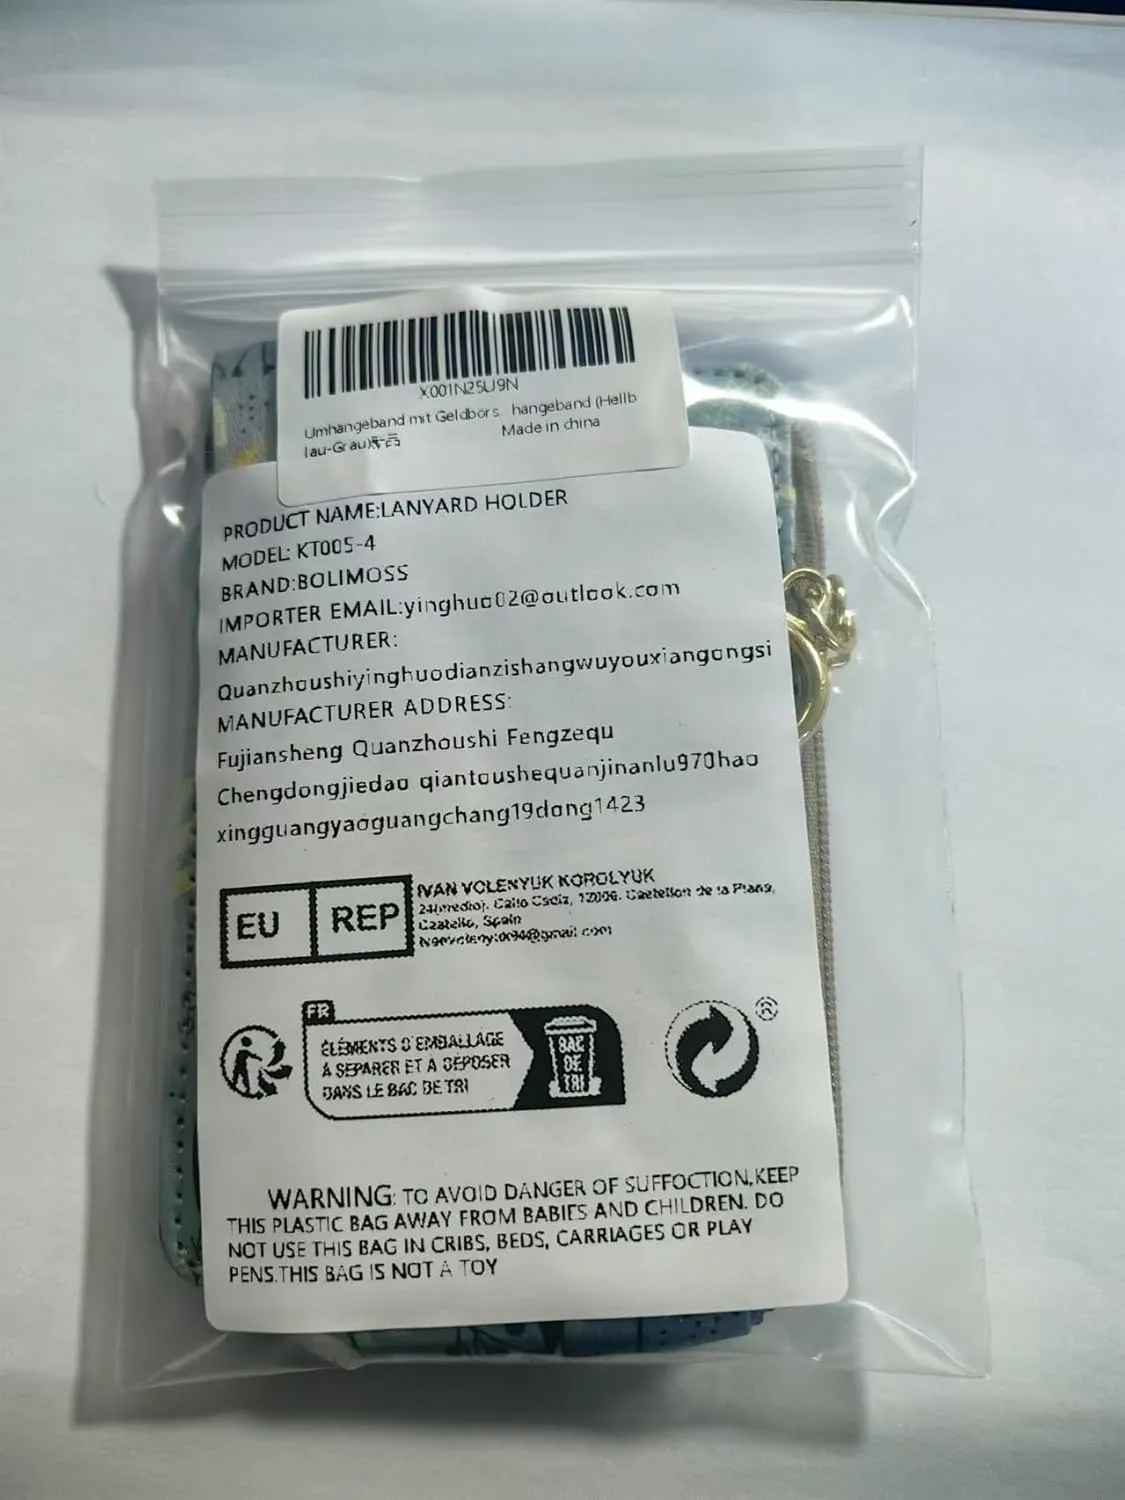 X001N25U9N
Umhängeband mit Geldbörs hangeband (Hellb
lau-Grau)
Made in china
PRODUCT NAME:LANYARD HOLDER
MODEL: KT005-4
BRAND:BOLIMOSS
IMPORTER EMAIL:yinghuo02@outlook.com
MANUFACTURER:
Quanzhoushiyinghuodianzishangwuyouxiangongsi
MANUFACTURER ADDRESS:
Fujiansheng Quanzhoushi Fengzequ
Chengdongjiedao qiantoushequanjinanlu970hao
xingguangyaoguangchang19dong1423
EU REP
IVAN VOLENYUK KOROLYUK
Spain
FR
ÉLÉMENTS D'EMBALLAGE
À SÉPARER ET À DÉPOSER
DANS LE BAC DE TRI
BAC
DE
TRI
®
WARNING: TO AVOID DANGER OF SUFFOCTION,KEEP
THIS PLASTIC BAG AWAY FROM BABIES AND CHILDREN. DO
NOT USE THIS BAG IN CRIBS, BEDS, CARRIAGES OR PLAY
PENS.THIS BAG IS NOT A TOY